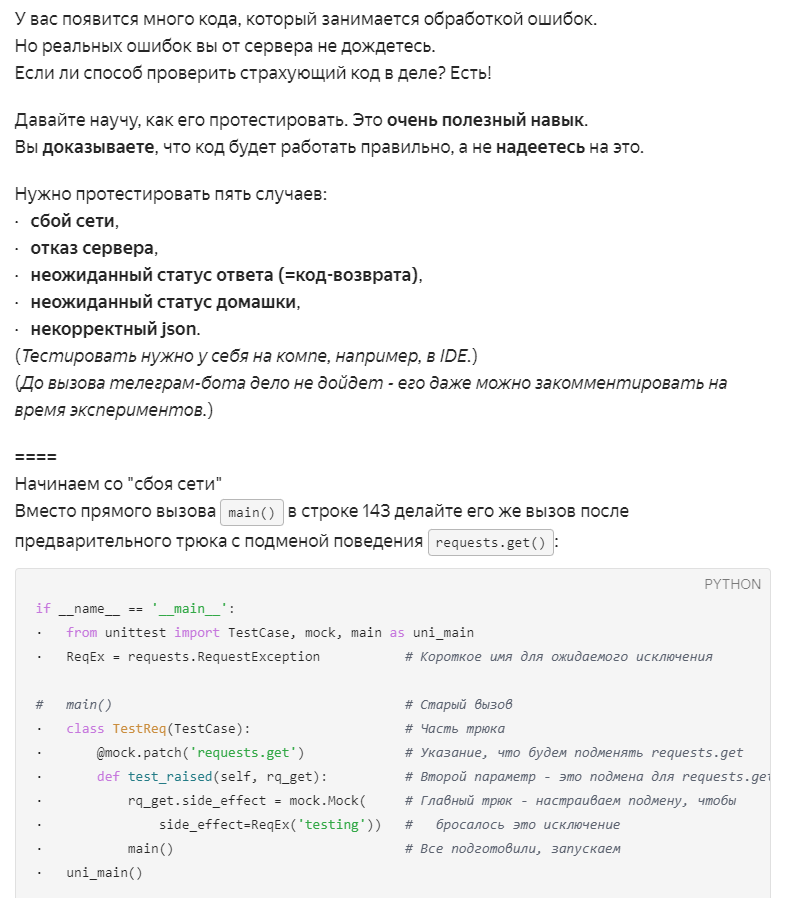 У вас появится много кода, который занимается обработкой ошибок.
Но реальных ошибок вы от сервера не дождетесь.
Если ли способ проверить страхующий код в деле? Есть!
Давайте научу, как его протестировать. Это очень полезный навык.
Вы доказываете, что код будет работать правильно, а не надеетесь на это.
Нужно протестировать пять случаев:
· сбой сети,
· отказ сервера,
· неожиданный статус ответа (=код-возврата),
· неожиданный статус домашки,
· некорректный json.
(Тестировать нужно у себя на компе, например, в IDE.)
(До вызова телеграм-бота дело не дойдет - его даже можно закомментировать на
время экспериментов.)
====
Начинаем со "сбоя сети"
Вместо прямого вызова main() в строке 143 делайте его же вызов после
предварительного трюка с подменой поведения requests.get():
PYTHON
if __name__ == '__main__':
·   from unittest import TestCase, mock, main as uni_main
·   ReqEx = requests.RequestException           # Короткое имя для ожидаемого исключения
#   main()                                      # Старый вызов
·   class TestReq(TestCase):                    # Часть трюка
·       @mock.patch('requests.get')             # Указание, что будем подменять requests.get
·       def test_raised(self, rq_get):          # Второй параметр - это подмена для requests.get
·           rq_get.side_effect = mock.Mock(     # Главный трюк - настраиваем подмену, чтобы
·               side_effect=ReqEx('testing'))   #   бросалось это исключение
·           main()                              # Все подготовили, запускаем
·   uni_main()